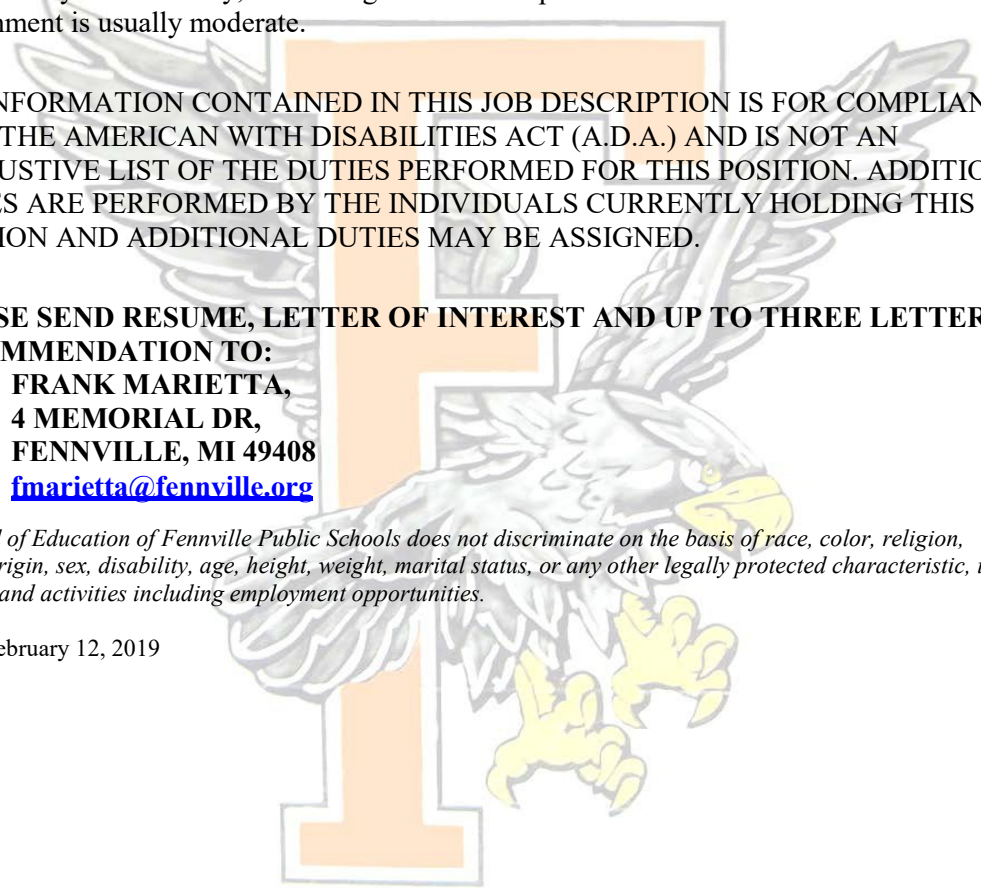 nment is usually moderate.
NFORMATION CONTAINED IN THIS JOB DESCRIPTION IS FOR COMPLIAN
THE AMERICAN WITH DISABILITIES ACT (A.D.A.) AND IS NOT AN
USTIVE LIST OF THE DUTIES PERFORMED FOR THIS POSITION. ADDITIO
ES ARE PERFORMED BY THE INDIVIDUALS CURRENTLY HOLDING THIS
ION AND ADDITIONAL DUTIES MAY BE ASSIGNED.
SE SEND RESUME, LETTER OF INTEREST AND UP TO THREE LETTER
MMENDATION TO:
FRANK MARIETTA,
4 MEMORIAL DR,
FENNVILLE, MI 49408
fmarietta@fennville.org
l of Education of Fennville Public Schools does not discriminate on the basis of race, color, religion,
rigin, sex, disability, age, height, weight, marital status, or any other legally protected characteristic, i
and activities including employment opportunities.
ebruary 12, 2019
F